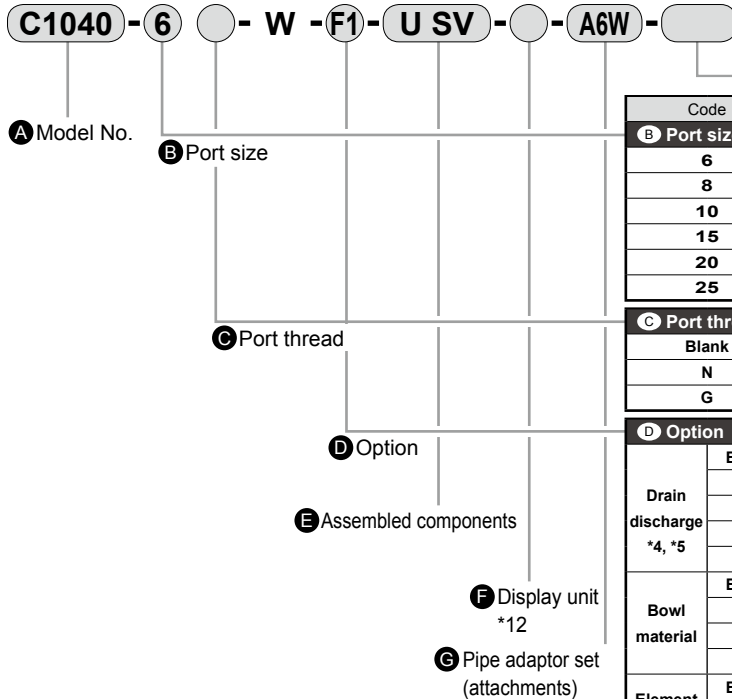 C1040 - 6 - W - F1 - U SV - - A6W -
A Model No.
B Port size
C Port thread
D Option
E Assembled components
F Display unit
*12
G Pipe adaptor set
(attachments)
Code
B Port siz
6
8
10
15
20
25
C Port thr
Blank
N
G
D Option
Drain
discharge
*4, *5
Bowl
material
Element